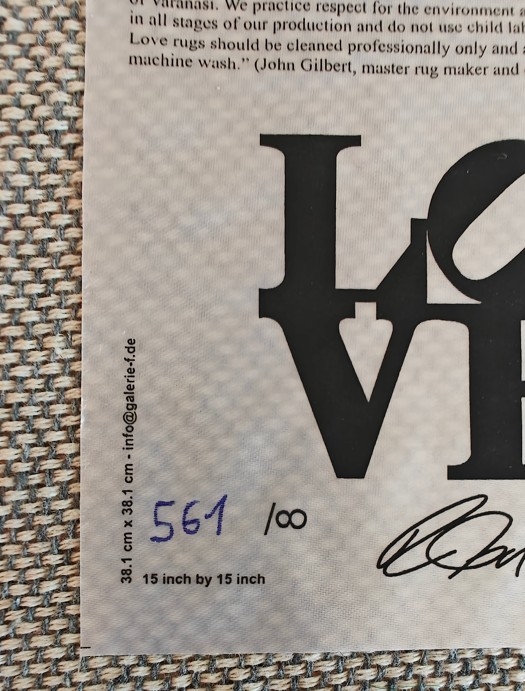 of Varanasi. We practice respect for the environment
in all stages of our production and do not use child
Love rugs should be cleaned professionally only and
machine wash.” (John Gilbert, master rug maker and
LO
VE
38.1 cm x 38.1 cm - info@galerie-f.de
561 /∞
15 inch by 15 inch